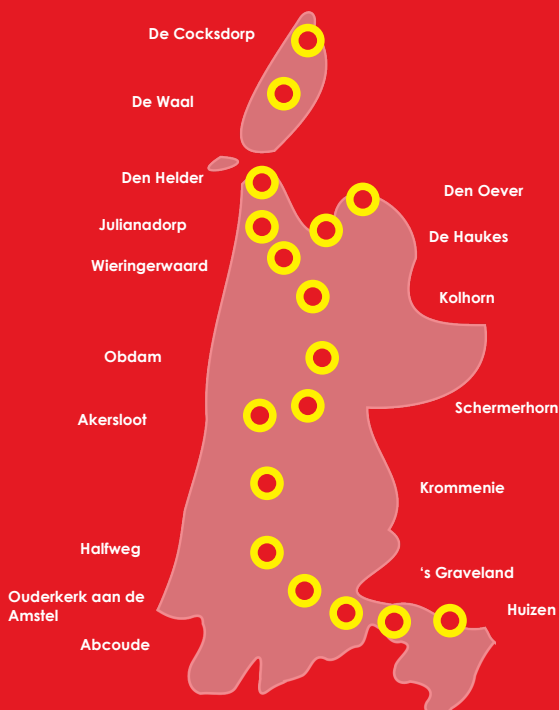 De Cocksdorp
De Waal
Den Helder
Den Oever
Julianadorp
De Haukes
Wieringerwaard
Kolhorn
Obdam
Schermerhorn
Akersloot
Krommenie
Halfweg
‘s Graveland
Ouderkerk aan de
Amstel
Huizen
Abcoude